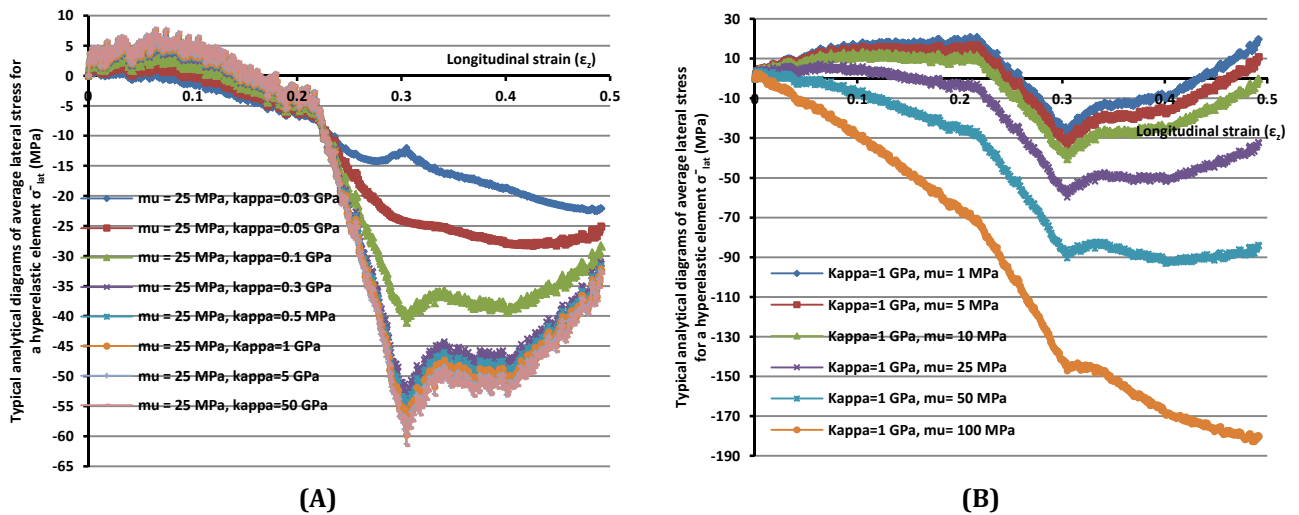 Typical analytical diagrams of average lateral stress for
a hyperelastic element σ¯lat (MPa)
10
5
0
-5
-10
-15
-20
-25
-30
-35
-40
-45
-50
-55
-60
-65
0
0.1
0.2
0.3
0.4
0.5
Longitudinal strain (εz)
mu = 25 MPa, kappa=0.03 GPa
mu = 25 MPa, kappa=0.05 GPa
mu = 25 MPa, kappa=0.1 GPa
mu = 25 MPa, kappa=0.3 GPa
mu = 25 MPa, kappa=0.5 MPa
mu = 25 MPa, Kappa=1 GPa
mu = 25 MPa, kappa=5 GPa
mu = 25 MPa, kappa=50 GPa
(A)
Typical analytical diagrams of average lateral stress
for a hyperelastic element σ¯lat (MPa)
30
10
-10
-30
-50
-70
-90
-110
-130
-150
-170
-190
0
0.1
0.2
0.3
0.4
0.5
Longitudinal strain (εz)
Kappa=1 GPa, mu= 1 MPa
Kappa=1 GPa, mu= 5 MPa
Kappa=1 GPa, mu= 10 MPa
Kappa=1 GPa, mu= 25 MPa
Kappa=1 GPa, mu= 50 MPa
Kappa=1 GPa, mu= 100 MPa
(B)